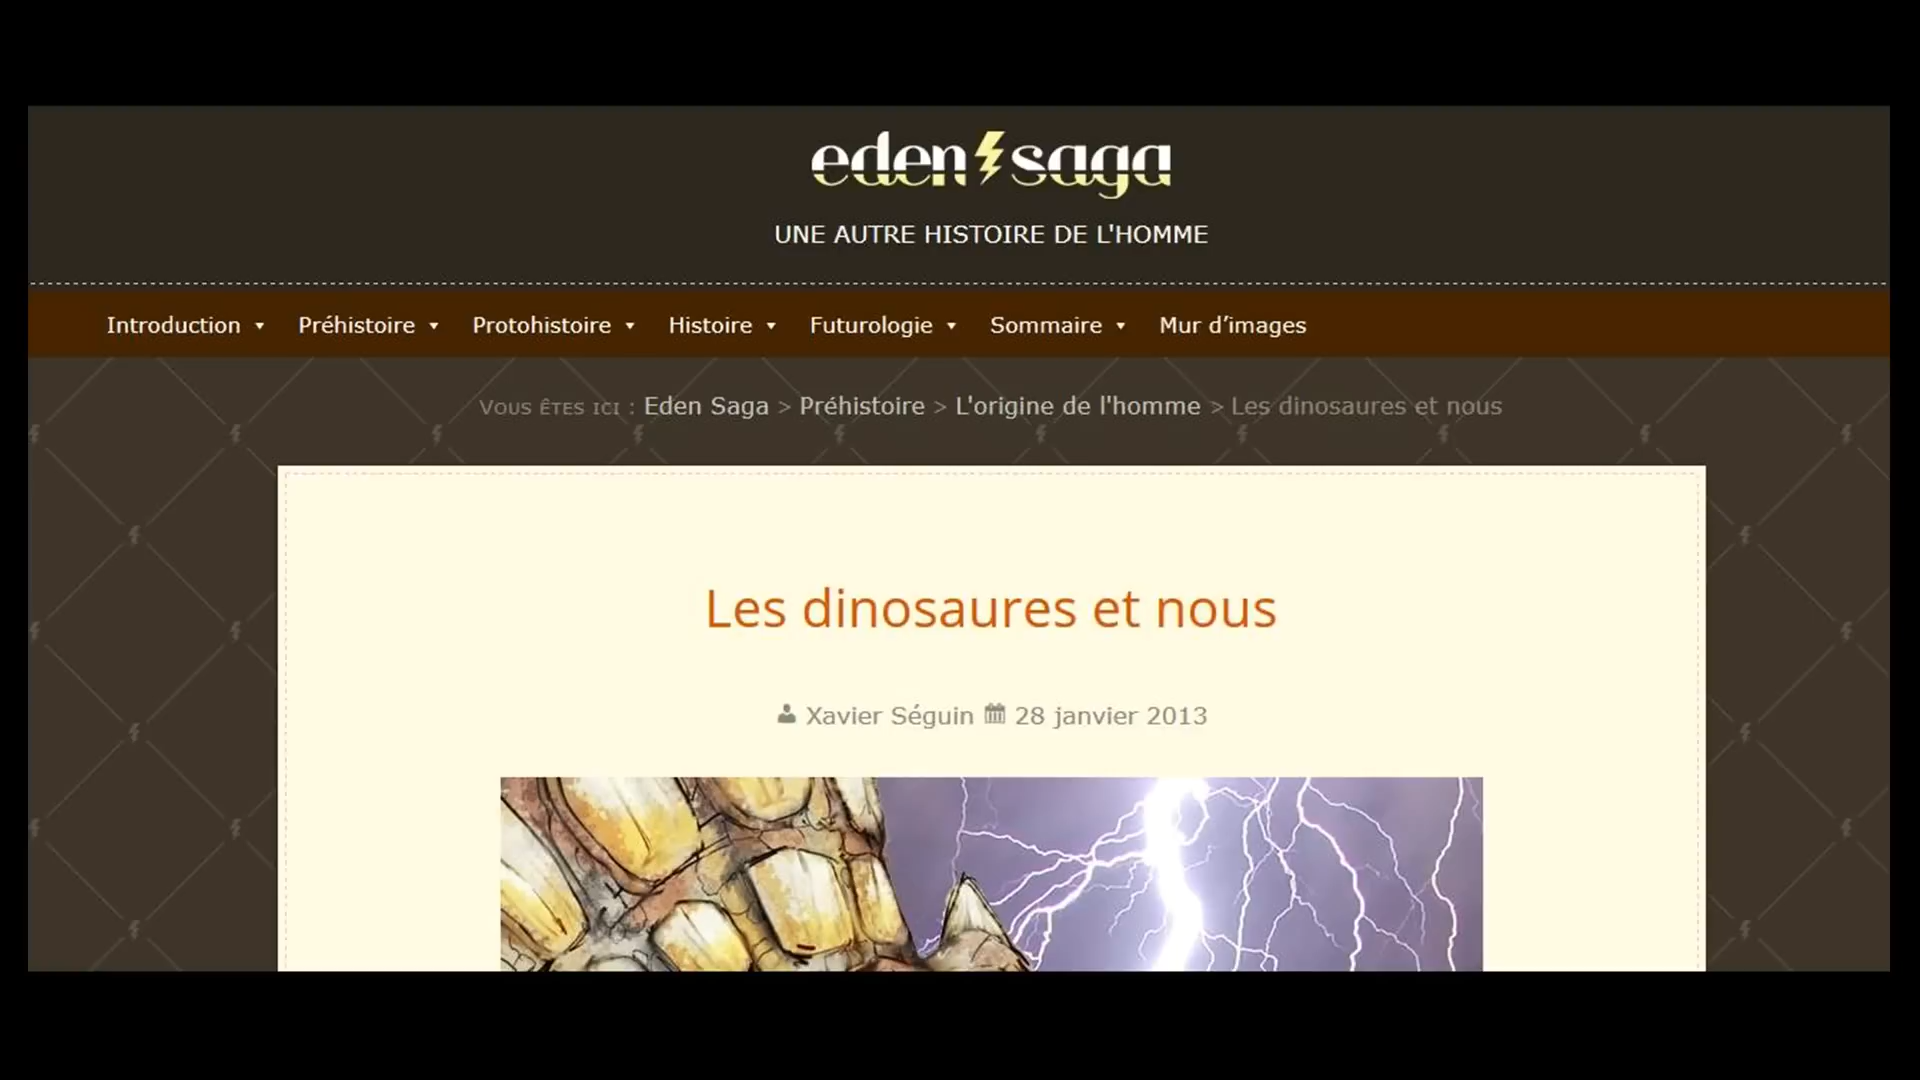 eden saga
UNE AUTRE HISTOIRE DE L'HOMME
Introduction Préhistoire Protohistoire Histoire Futurologie Sommaire Mur d’images
Vous êtes ici : Eden Saga > Préhistoire > L'origine de l'homme > Les dinosaures et nous
Les dinosaures et nous
Xavier Séguin 28 janvier 2013